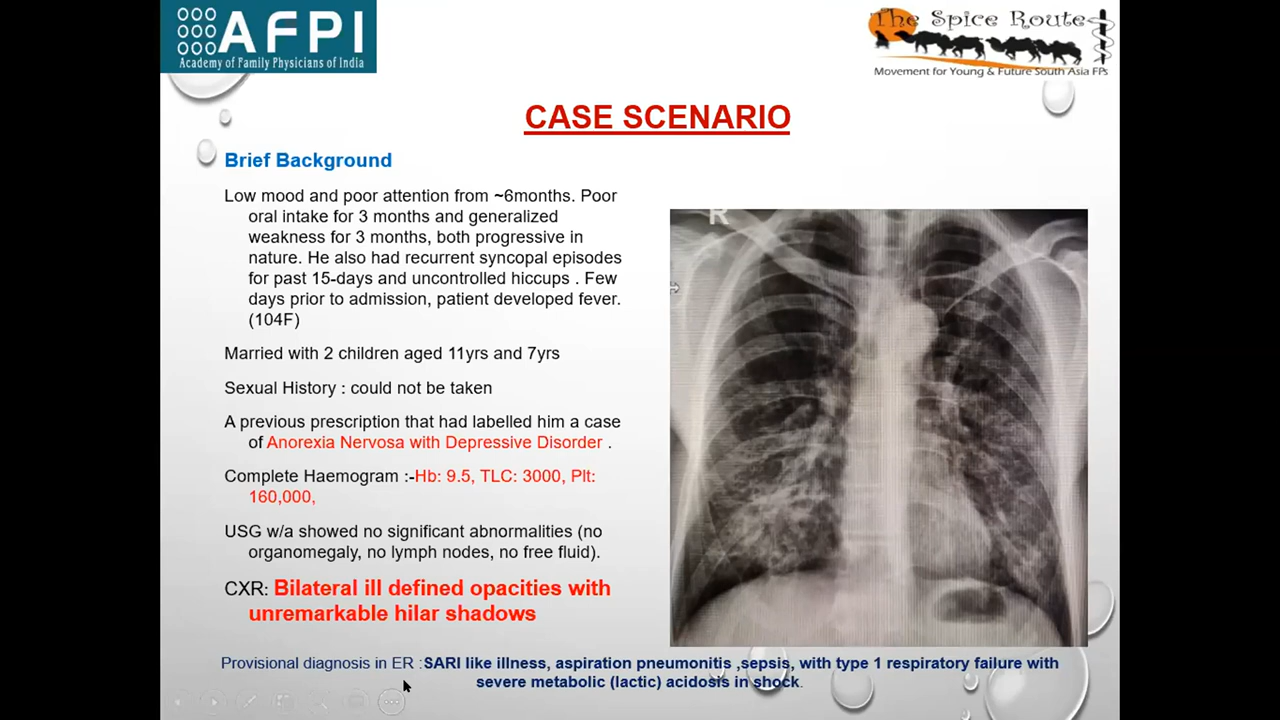 AFPI
Academy of Family Physicians of India
The Spice Route
Movement for Young & Future South Asia FPs
CASE SCENARIO
Brief Background
Low mood and poor attention from ~6months. Poor
oral intake for 3 months and generalized
weakness for 3 months, both progressive in
nature. He also had recurrent syncopal episodes
for past 15-days and uncontrolled hiccups . Few
days prior to admission, patient developed fever.
(104F)
Married with 2 children aged 11yrs and 7yrs
Sexual History : could not be taken
A previous prescription that had labelled him a case
of Anorexia Nervosa with Depressive Disorder .
Complete Haemogram :-Hb: 9.5, TLC: 3000, Plt:
160,000,
USG w/a showed no significant abnormalities (no
organomegaly, no lymph nodes, no free fluid).
CXR: Bilateral ill defined opacities with
unremarkable hilar shadows
R
Provisional diagnosis in ER :SARI like illness, aspiration pneumonitis ,sepsis, with type 1 respiratory failure with
severe metabolic (lactic) acidosis in shock.